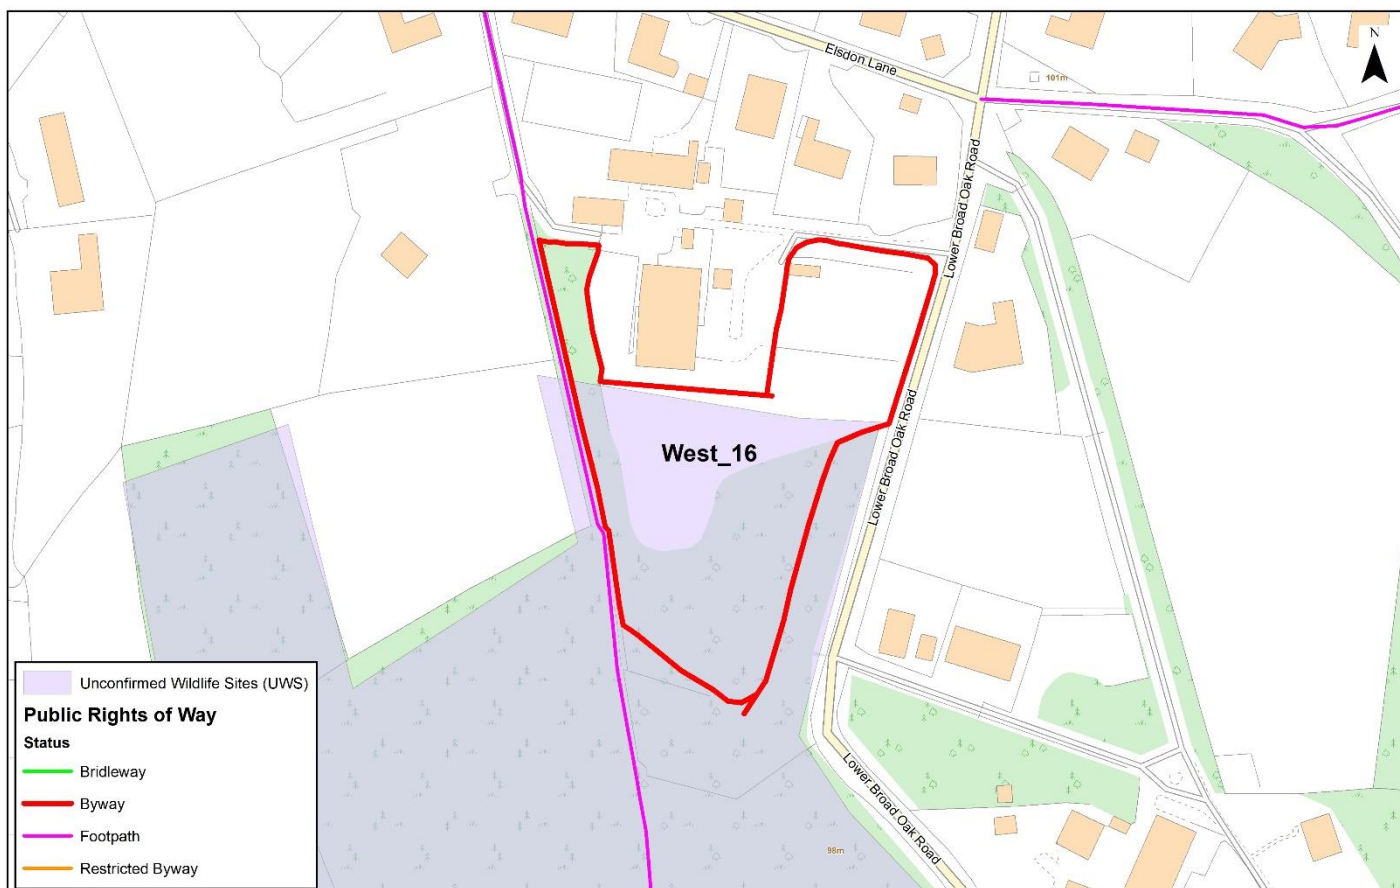 N
Elsdon Lane
101m
Lower Broad Oak Road
West_16
Lower Broad Oak Road
Lower Broad Oak Road
98m
Unconfirmed Wildlife Sites (UWS)
Public Rights of Way
Status
Bridleway
Byway
Footpath
Restricted Byway